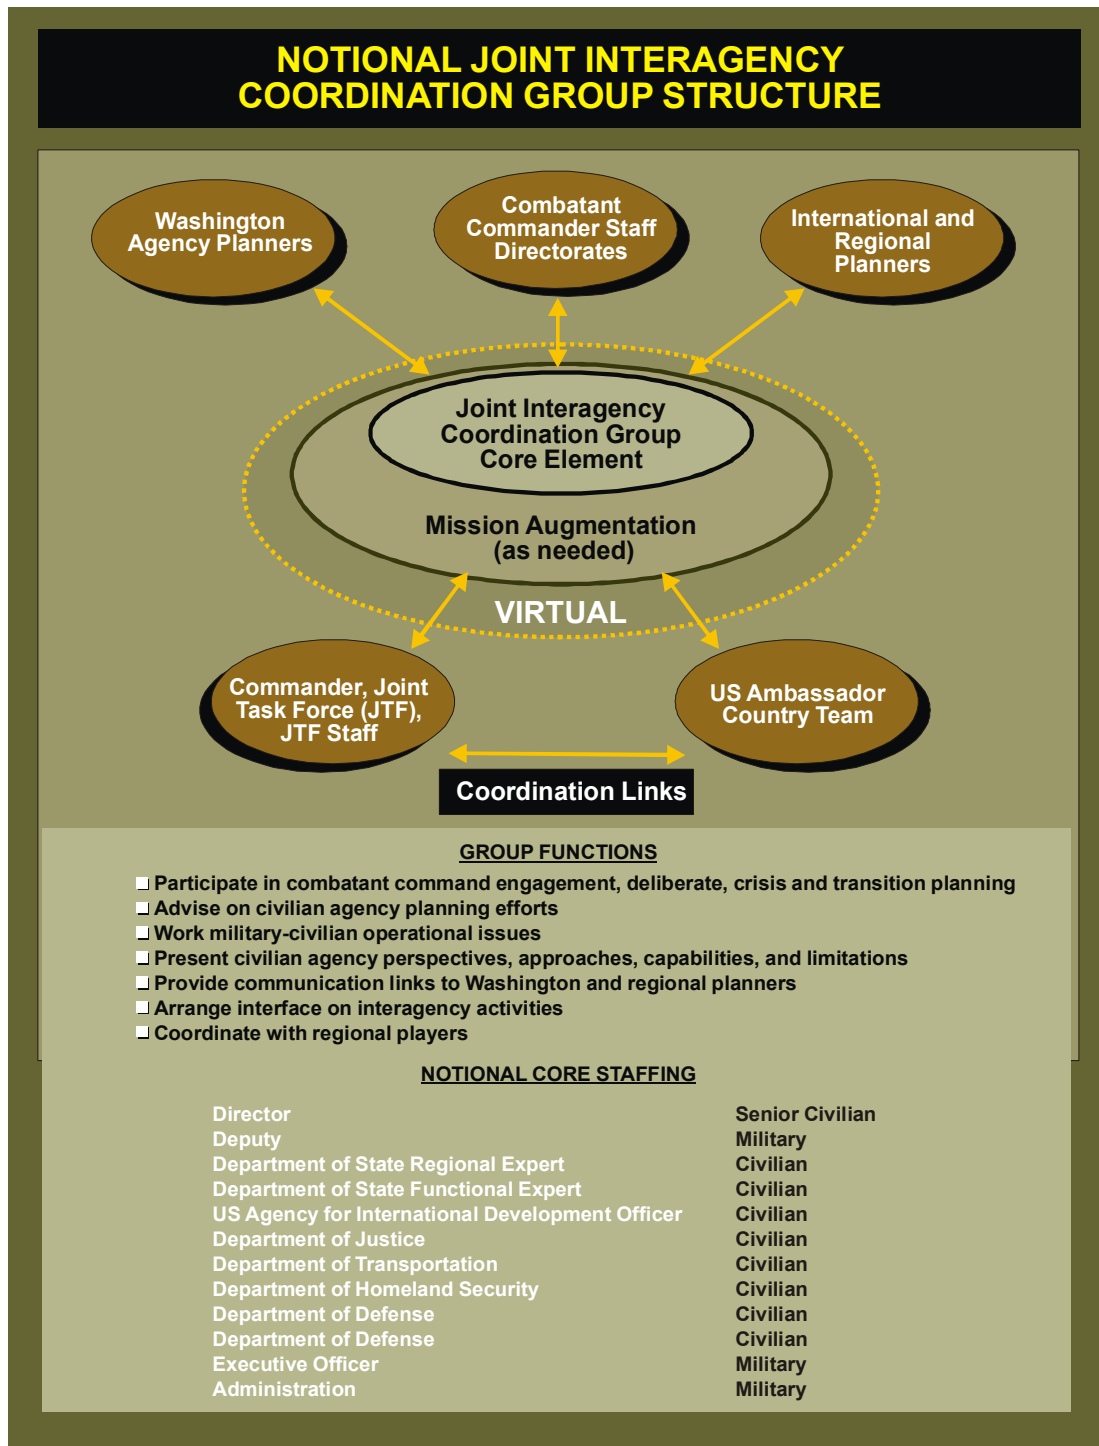 NOTIONAL JOINT INTERAGENCY
COORDINATION GROUP STRUCTURE
Washington
Agency Planners
Combatant
Commander Staff
Directorates
International and
Regional
Planners
Joint Interagency
Coordination Group
Core Element
Mission Augmentation
(as needed)
VIRTUAL
Commander, Joint
Task Force (JTF),
JTF Staff
US Ambassador
Country Team
Coordination Links
GROUP FUNCTIONS
Participate in combatant command engagement, deliberate, crisis and transition planning
Advise on civilian agency planning efforts
Work military-civilian operational issues
Present civilian agency perspectives, approaches, capabilities, and limitations
Provide communication links to Washington and regional planners
Arrange interface on interagency activities
Coordinate with regional players
NOTIONAL CORE STAFFING
Director Senior Civilian
Deputy Military
Department of State Regional Expert Civilian
Department of State Functional Expert Civilian
US Agency for International Development Officer Civilian
Department of Justice Civilian
Department of Transportation Civilian
Department of Homeland Security Civilian
Department of Defense Civilian
Department of Defense Civilian
Executive Officer Military
Administration Military